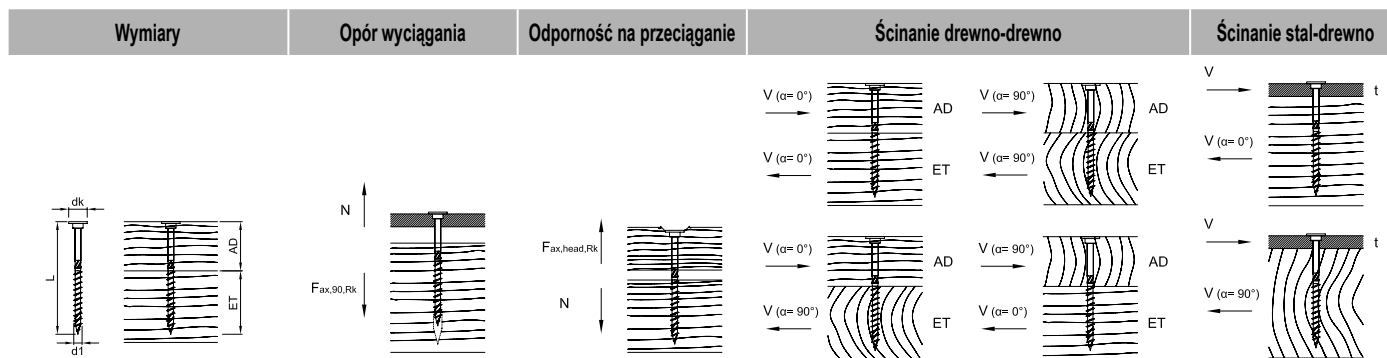 Wymiary
Opór wyciągania
Odporność na przeciąganie
Ścinanie drewno-drewno
Ścinanie stal-drewno
dk
L
d1
AD
ET
N
Fax,90,Rk
Fax,head,Rk
N
V (α= 0°)
AD
V (α= 0°)
ET
V (α= 90°)
AD
V (α= 90°)
ET
V (α= 0°)
AD
V (α= 90°)
ET
V (α= 90°)
AD
V (α= 0°)
ET
V
t
V (α= 0°)
V
t
V (α= 90°)